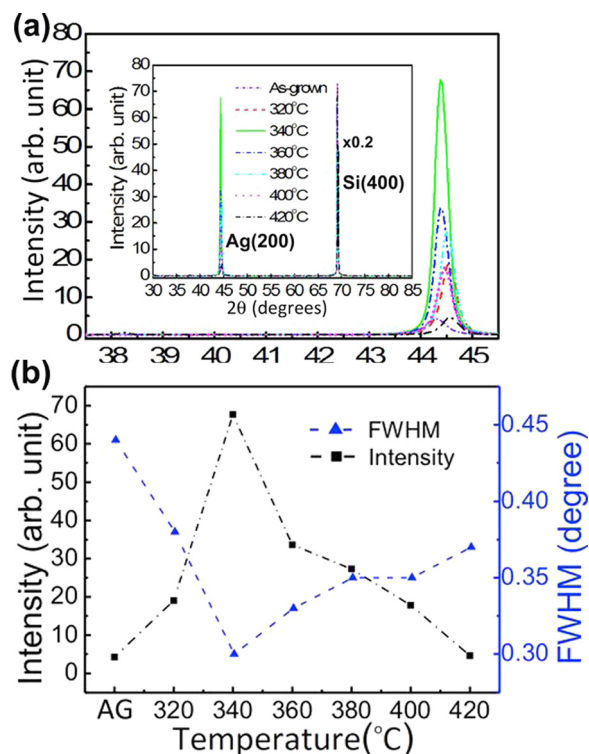 (a)
Intensity (arb. unit)
80
70
60
50
40
30
20
10
0
38 39 40 41 42 43 44 45
Intensity (arb. unit)
80
70
60
50
40
30
20
10
0
30 35 40 45 50 55 60 65 70 75 80 85
2θ (degrees)
As-grown
320°C
340°C
360°C
380°C
400°C
420°C
x0.2
Si(400)
Ag(200)
(b)
Intensity (arb. unit)
70
60
50
40
30
20
10
0
AG 320 340 360 380 400 420
Temperature(°C)
FWHM
Intensity
0.45
0.40
0.35
0.30
FWHM (degree)